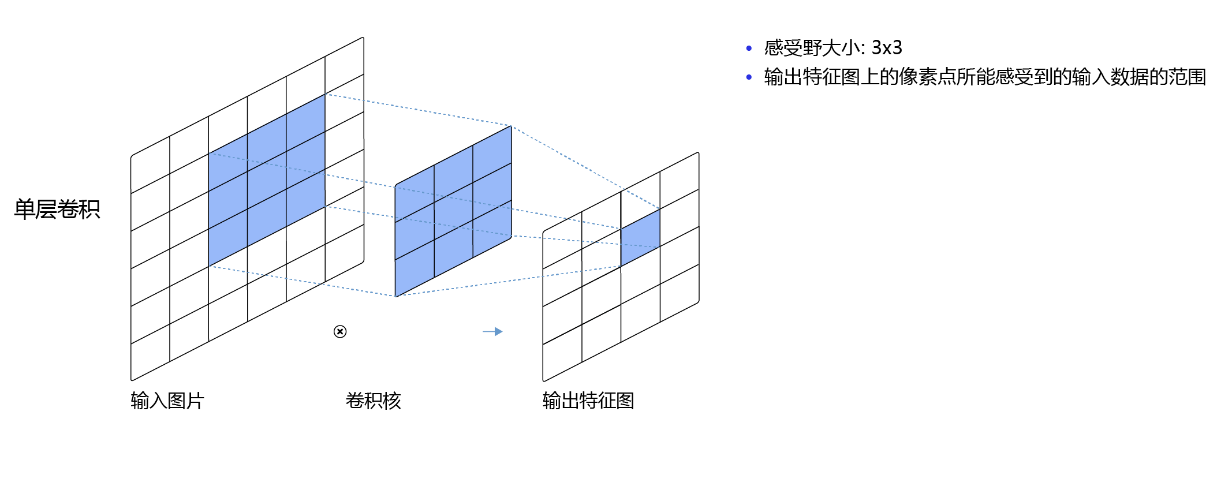 感受野大小: 3x3
输出特征图上的像素点所能感受到的输入数据的范围
单层卷积
输入图片
卷积核
输出特征图